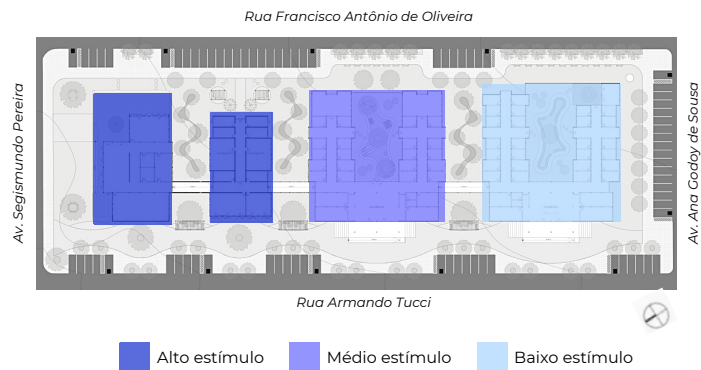 Rua Francisco Antônio de Oliveira
Av. Segismundo Pereira
Av. Ana Godoy de Sousa
Rua Armando Tucci
Alto estímulo
Médio estímulo
Baixo estímulo